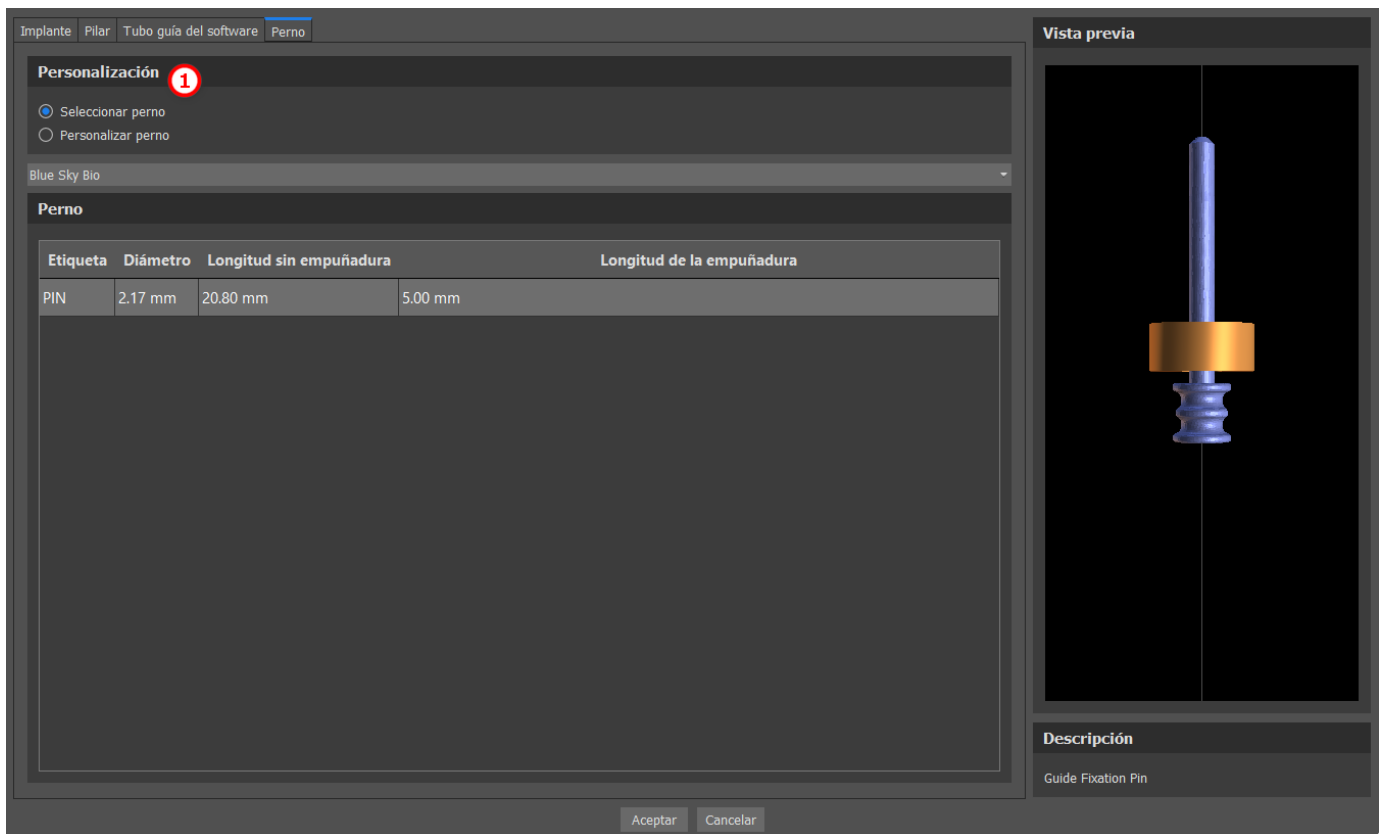 Implante Pilar Tubo guía del software Perno
Personalización 1
Seleccionar perno
Personalizar perno
Blue Sky Bio
Perno
Etiqueta Diámetro Longitud sin empuñadura Longitud de la empuñadura
PIN 2.17 mm 20.80 mm 5.00 mm
Vista previa
Descripción
Guide Fixation Pin
Aceptar Cancelar